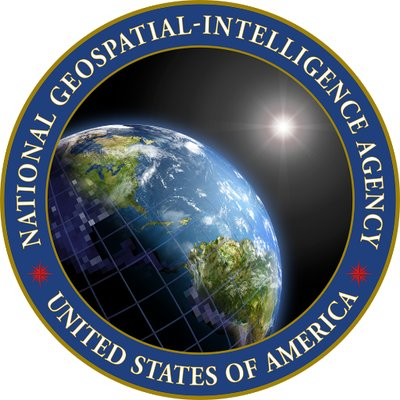 NATIONAL GEOSPATIAL-INTELLIGENCE AGENCY
UNITED STATES OF AMERICA